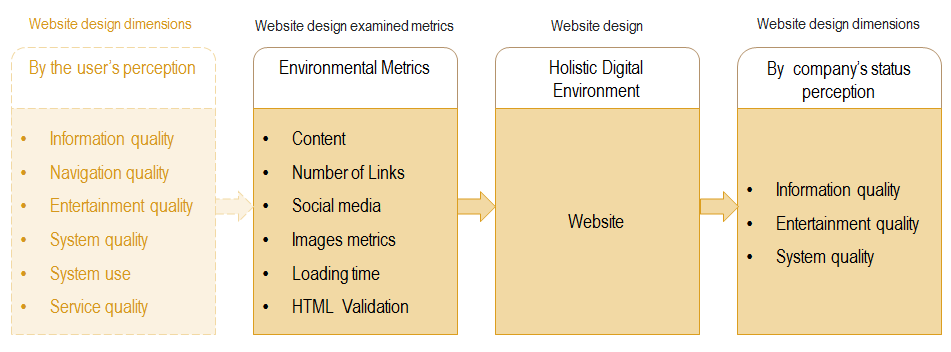 Website design dimensions
By the user's perception
• Information quality
• Navigation quality
• Entertainment quality
• System quality
• System use
• Service quality
Website design examined metrics
Environmental Metrics
• Content
• Number of Links
• Social media
• Images metrics
• Loading time
• HTML Validation
Website design
Holistic Digital
Environment
Website
Website design dimensions
By company's status
perception
• Information quality
• Entertainment quality
• System quality